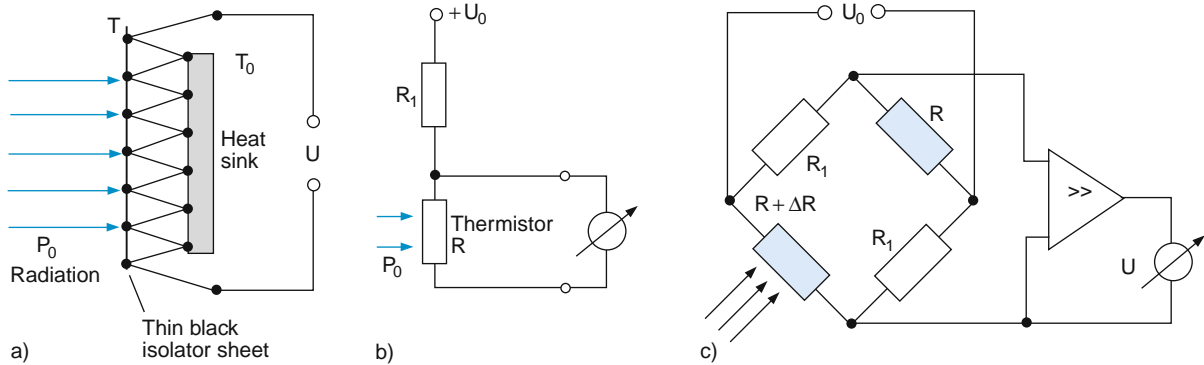 T
T₀
Heat
sink
U
P₀
Radiation
Thin black
isolator sheet
a)
+U₀
R₁
Thermistor
R
P₀
b)
U₀
R₁
R
R + ΔR
R₁
>>
U
c)